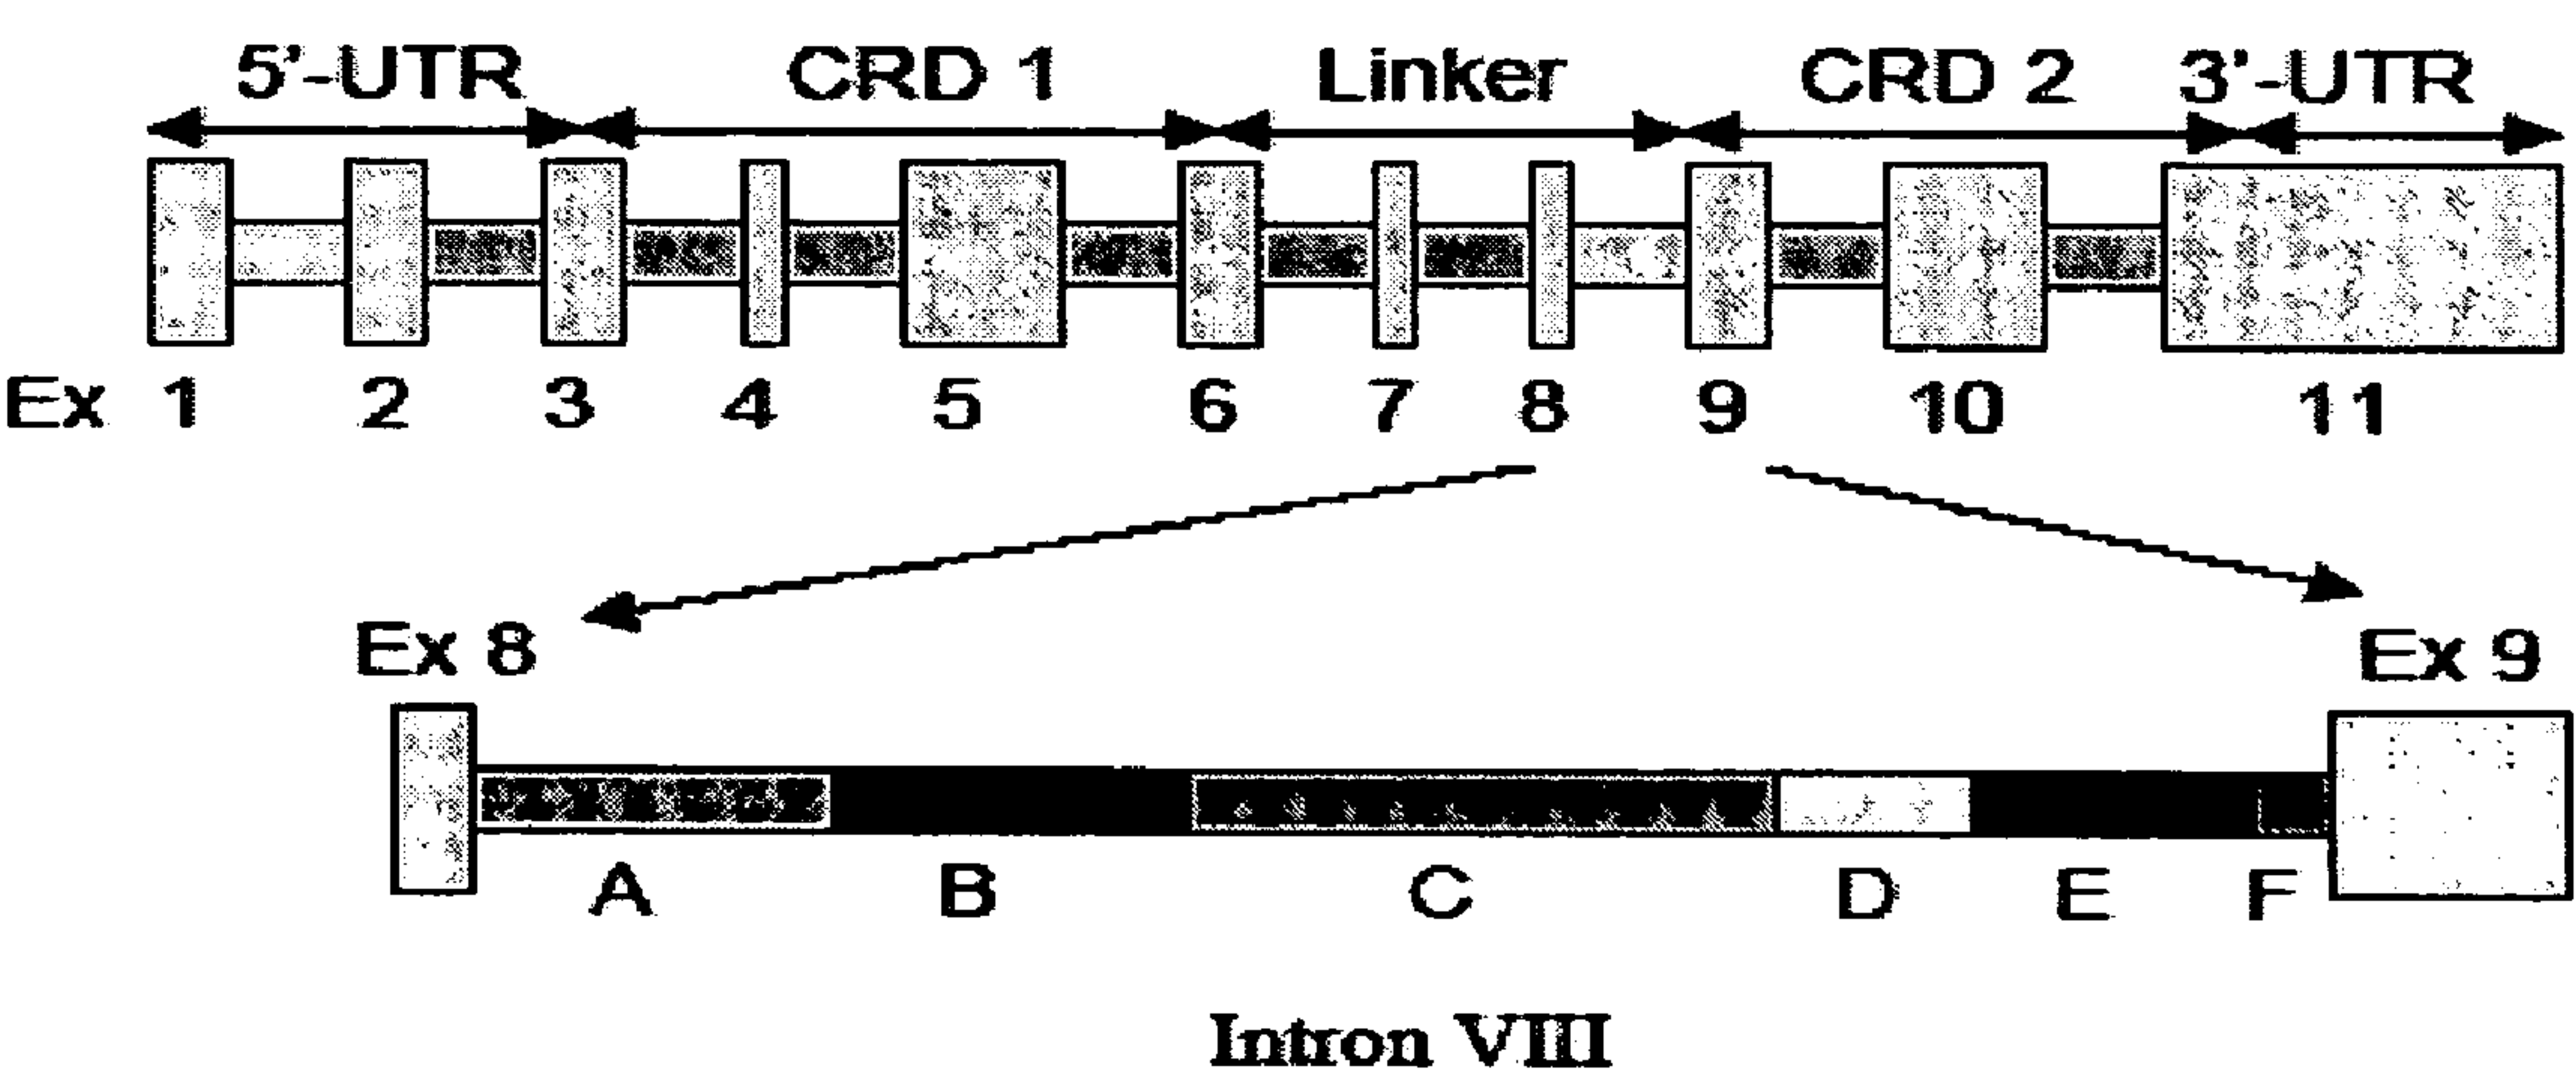 5'-UTR CRD 1 Linker CRD 2 3'-UTR
Ex 1 2 3 4 5 6 7 8 9 10 11
Ex 8 Ex 9
A B C D E F
Intron VIII